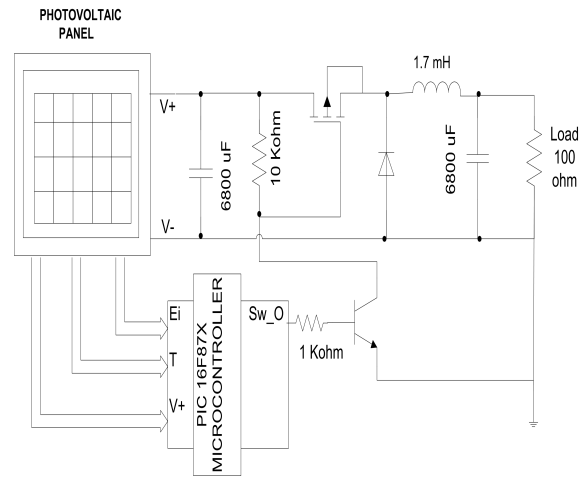 PHOTOVOLTAIC
PANEL
V+
V-
6800 uF
10 Kohm
1.7 mH
6800 uF
Load
100
ohm
Ei
T
V+
PIC 16F87X
MICROCONTROLLER
Sw_O
1 Kohm